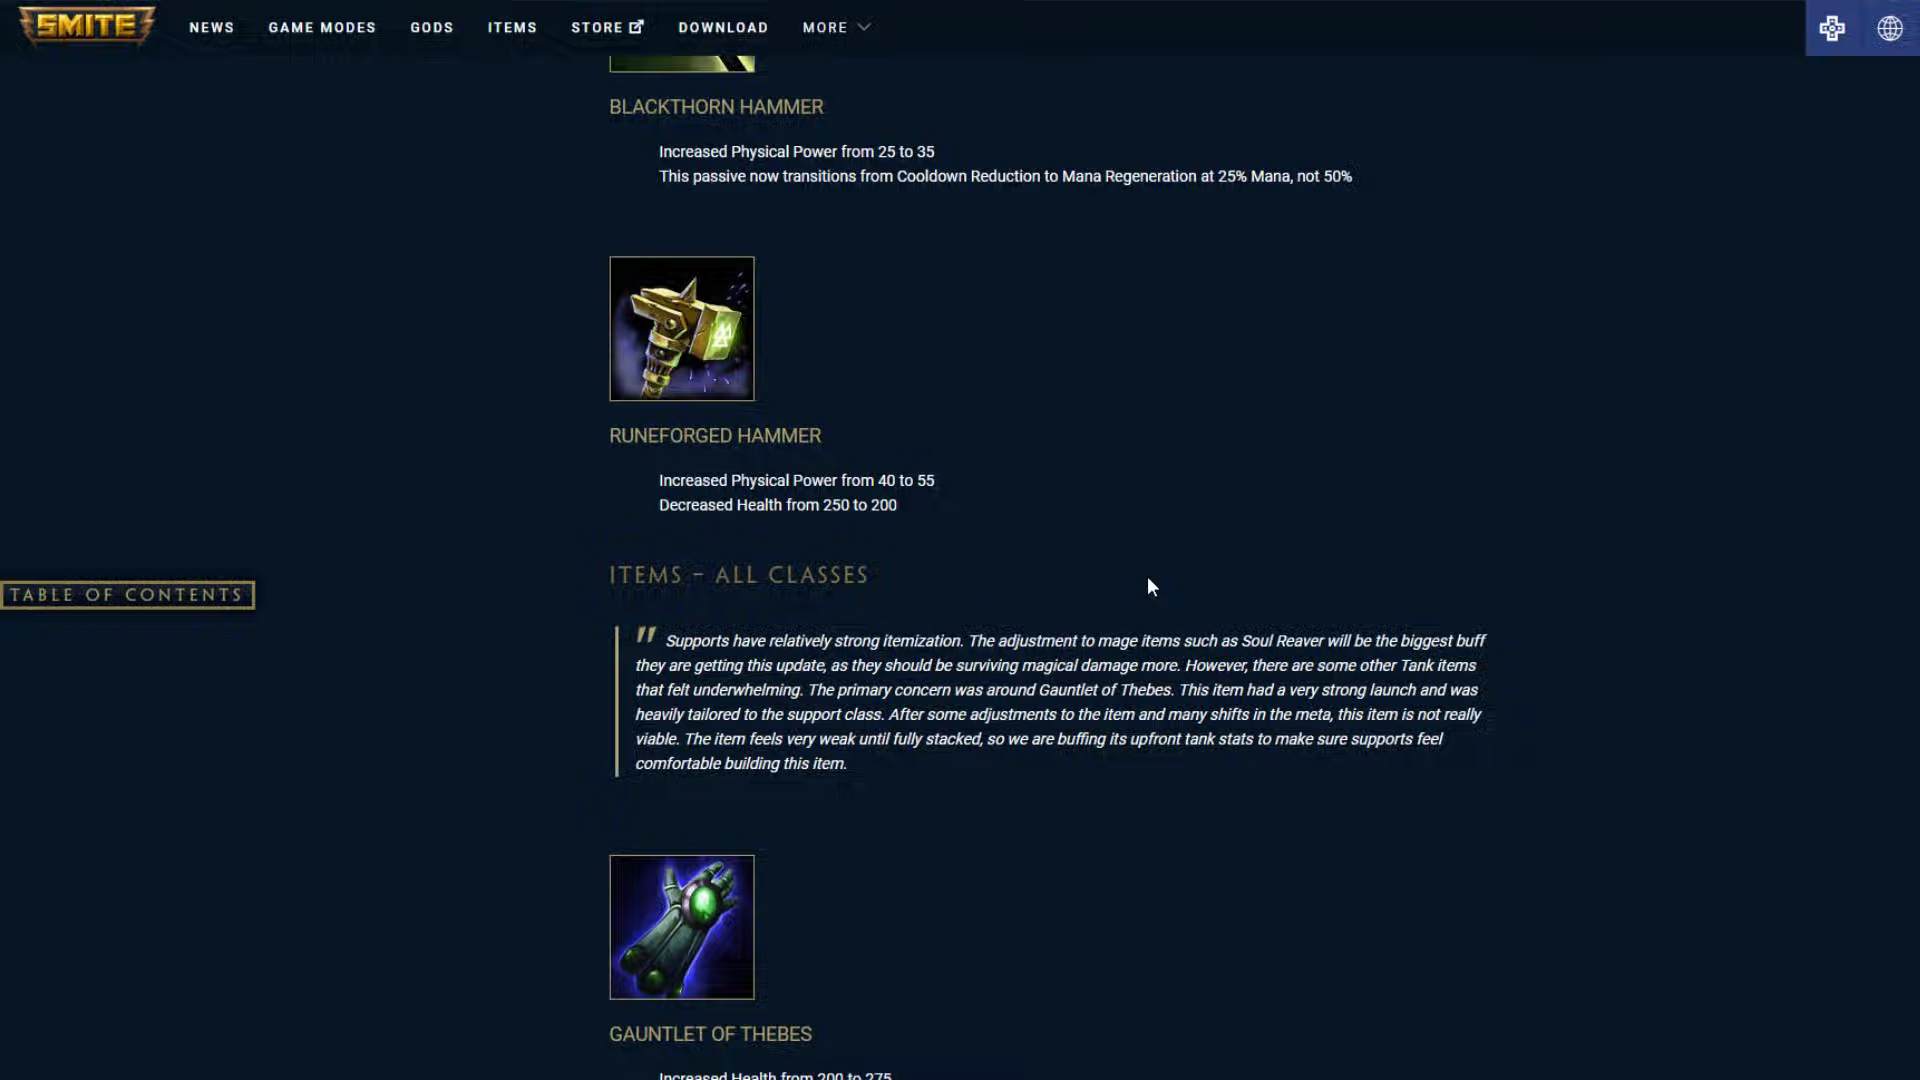 SMITE
NEWS
GAME MODES
GODS
ITEMS
STORE
DOWNLOAD
MORE
BLACKTHORN HAMMER
Increased Physical Power from 25 to 35
This passive now transitions from Cooldown Reduction to Mana Regeneration at 25% Mana, not 50%
RUNEFORGED HAMMER
Increased Physical Power from 40 to 55
Decreased Health from 250 to 200
ITEMS - ALL CLASSES
TABLE OF CONTENTS
" Supports have relatively strong itemization. The adjustment to mage items such as Soul Reaver will be the biggest buff
they are getting this update, as they should be surviving magical damage more. However, there are some other Tank items
that felt underwhelming. The primary concern was around Gauntlet of Thebes. This item had a very strong launch and was
heavily tailored to the support class. After some adjustments to the item and many shifts in the meta, this item is not really
viable. The item feels very weak until fully stacked, so we are buffing its upfront tank stats to make sure supports feel
comfortable building this item.
GAUNTLET OF THEBES
Increased Health from 200 to 275